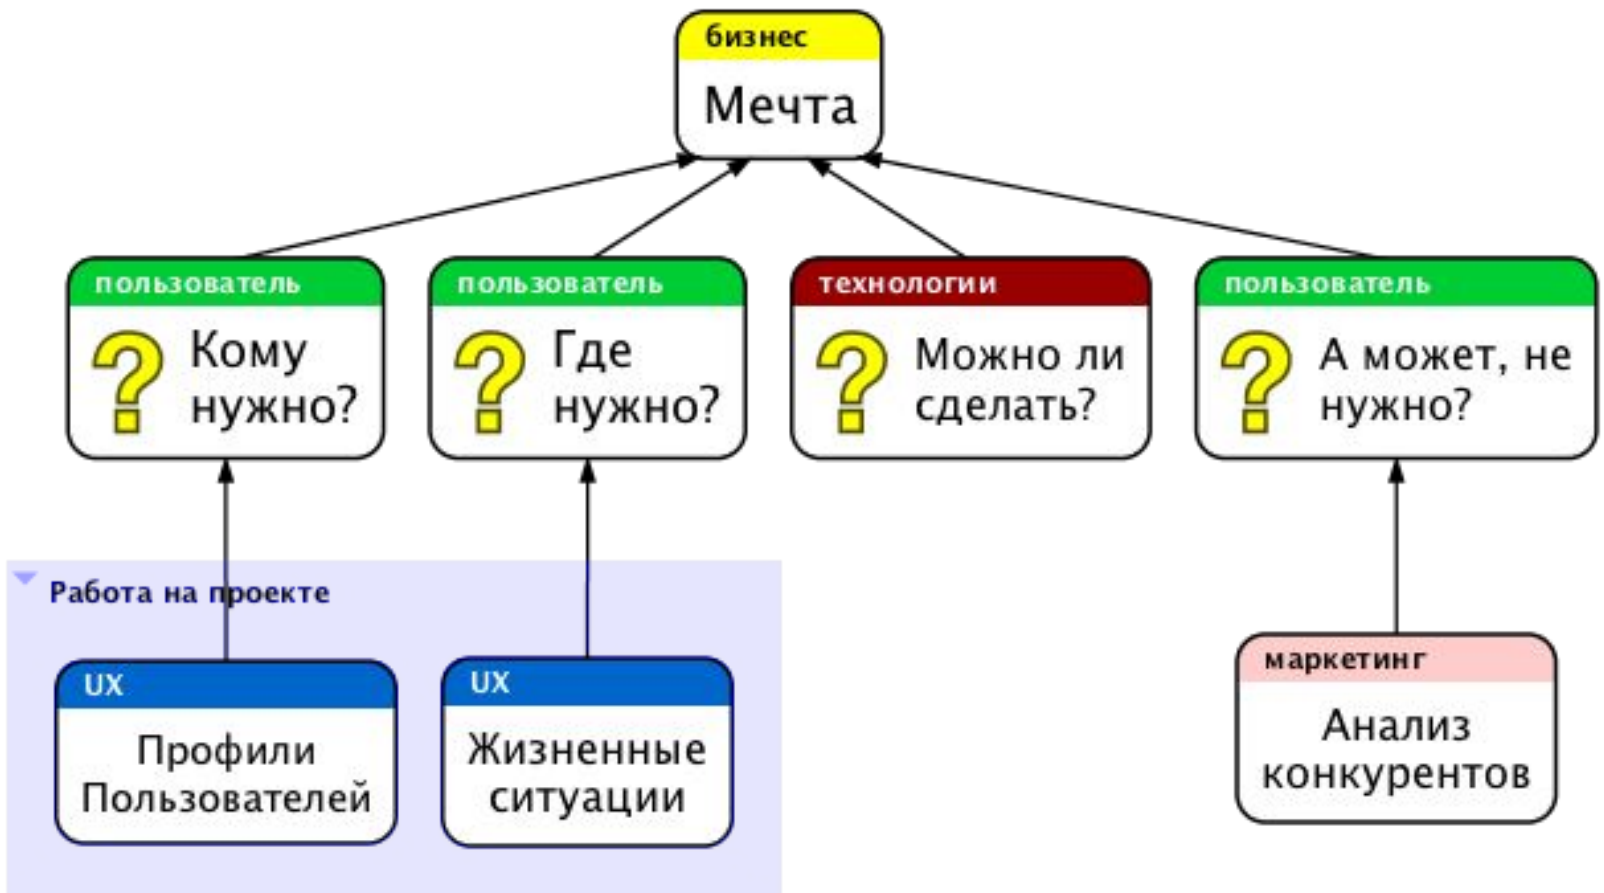 бизнес
Мечта
пользователь
Кому
нужно?
пользователь
Где
нужно?
технологии
Можно ли
сделать?
пользователь
А может, не
нужно?
Работа на проекте
UX
Профили
Пользователей
UX
Жизненные
ситуации
маркетинг
Анализ
конкурентов